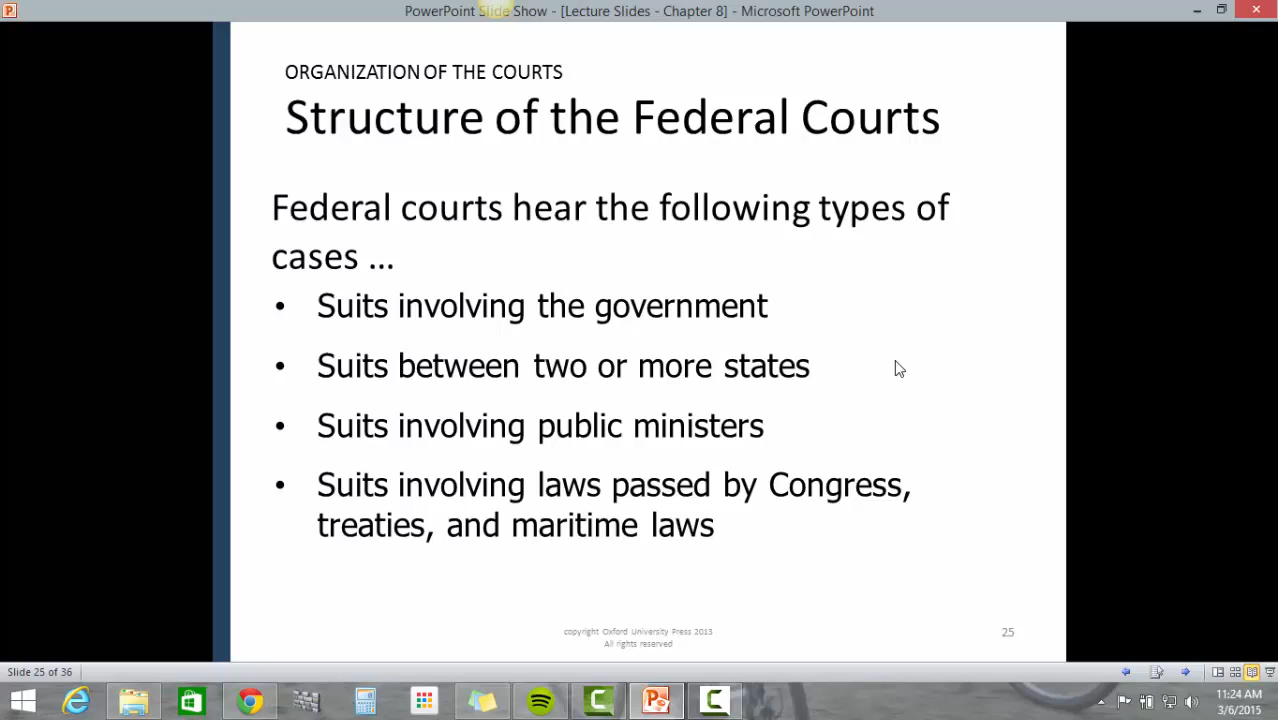 PowerPoint Slide Show - [Lecture Slides - Chapter 8] - Microsoft PowerPoint
ORGANIZATION OF THE COURTS
Structure of the Federal Courts
Federal courts hear the following types of
cases ...
• Suits involving the government
• Suits between two or more states
• Suits involving public ministers
• Suits involving laws passed by Congress,
treaties, and maritime laws
copyright Oxford University Press 2013
All rights reserved
25
Slide 25 of 36
11:24 AM
3/6/2015